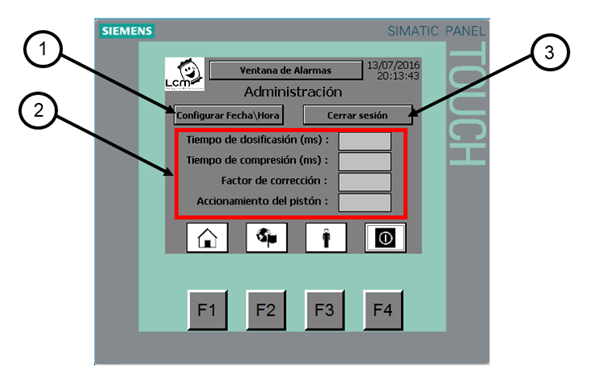 SIEMENS
SIMATIC PANEL
TOUCH
1
2
3
Lcm
Ventana de Alarmas
13/07/2016
20:13:43
Administración
Configurar Fecha\Hora
Cerrar sesión
Tiempo de dosificasión (ms) :
Tiempo de compresión (ms) :
Factor de corrección :
Accionamiento del pistón :
F1
F2
F3
F4